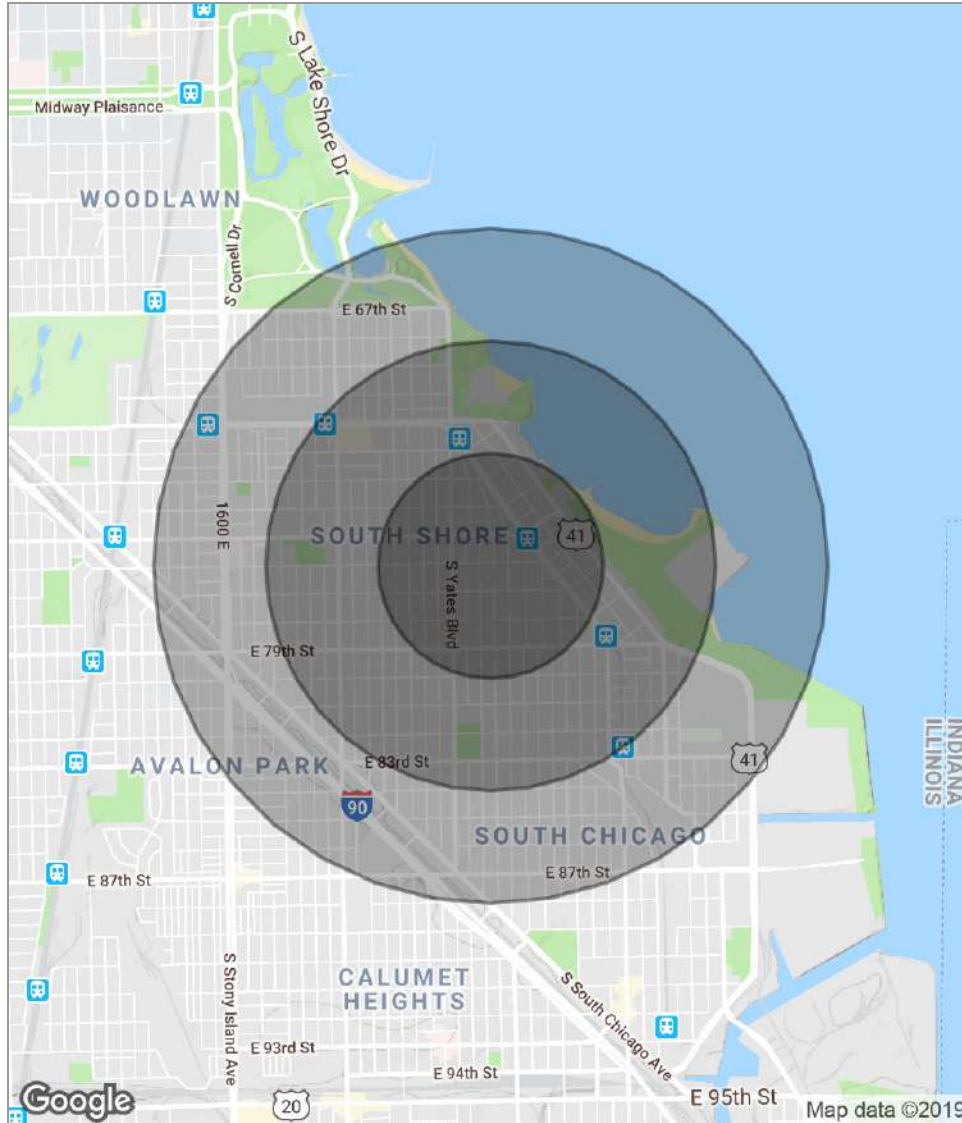 S Lake Shore Dr
Midway Plaisance
WOODLAWN
S Cornell Dr
E 67th St
1600 E
SOUTH SHORE
41
S Yates Blvd
E 79th St
AVALON PARK
E 83rd St
41
INDIANA
ILLINOIS
90
SOUTH CHICAGO
E 87th St
E 87th St
S Stony Island Ave
CALUMET
HEIGHTS
S South Chicago Ave
E 93rd St
E 94th St
E 95th St
20
Google
Map data ©2019